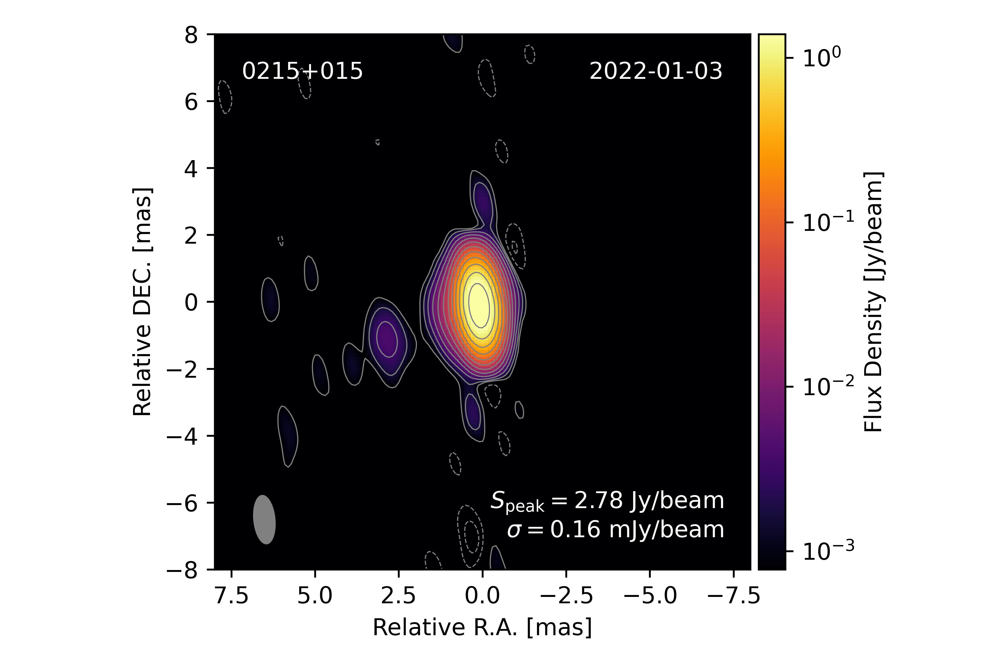 0215+015
2022-01-03
8
6
4
2
0
−2
−4
−6
−8
Relative DEC. [mas]
S_peak = 2.78 Jy/beam
σ = 0.16 mJy/beam
7.5 5.0 2.5 0.0 −2.5 −5.0 −7.5
Relative R.A. [mas]
10⁰
10⁻¹
10⁻²
10⁻³
Flux Density [Jy/beam]